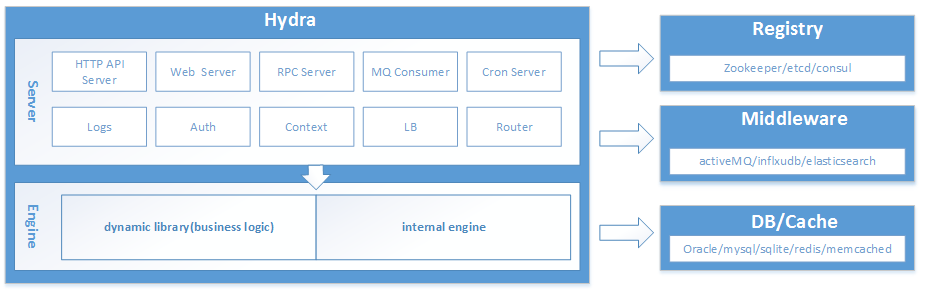 Hydra
Server
HTTP API
Server
Web Server
RPC Server
MQ Consumer
Cron Server
Logs
Auth
Context
LB
Router
Engine
dynamic library(business logic)
internal engine
Registry
Zookeeper/etcd/consul
Middleware
activeMQ/inflxudb/elasticsearch
DB/Cache
Oracle/mysql/sqlite/redis/memcached